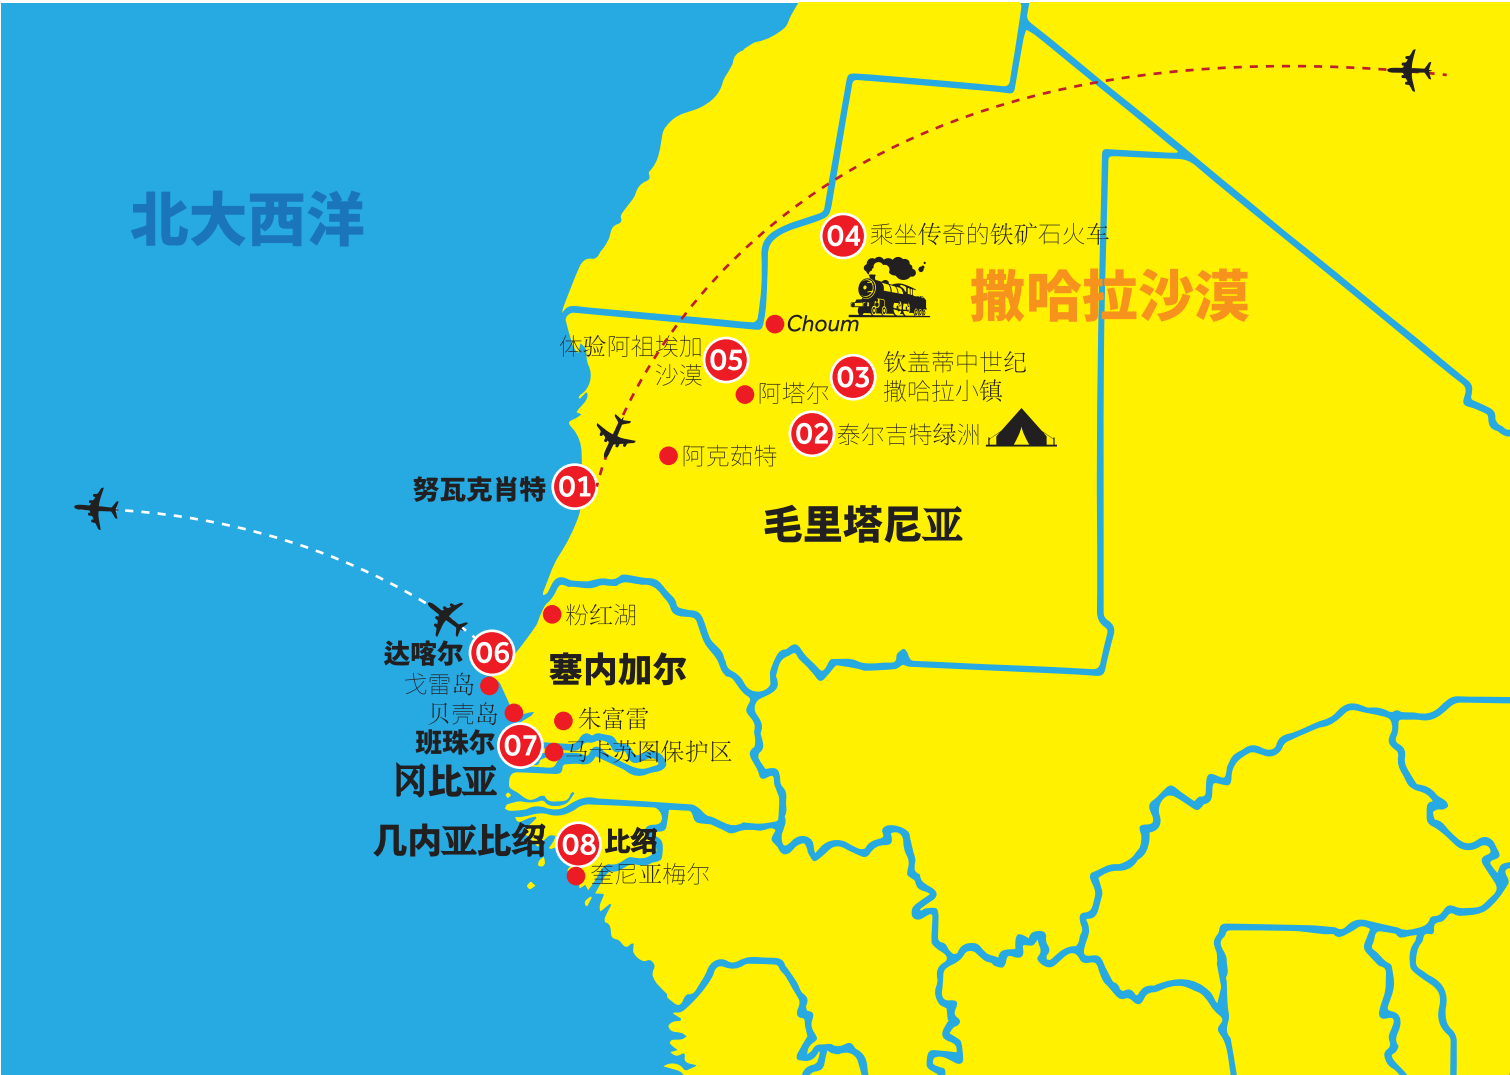 北大西洋
04 乘坐传奇的铁矿石火车
撒哈拉沙漠
Choum
体验阿祖埃加
沙漠
05
03
钦盖蒂中世纪
撒哈拉小镇
阿塔尔
02 泰尔吉特绿洲
阿克茹特
努瓦克肖特 01
毛里塔尼亚
粉红湖
达喀尔 06
塞内加尔
戈雷岛
贝壳岛
朱富雷
班珠尔 07
马卡苏图保护区
冈比亚
几内亚比绍
08 比绍
奎尼亚梅尔